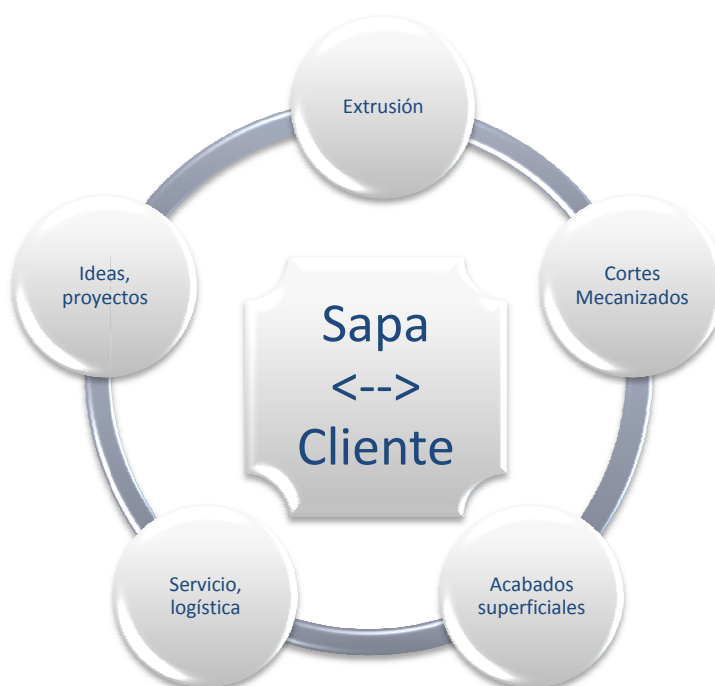 Extrusión
Cortes
Mecanizados
Acabados
superficiales
Servicio,
logística
Ideas,
proyectos
Sapa
<-->
Cliente